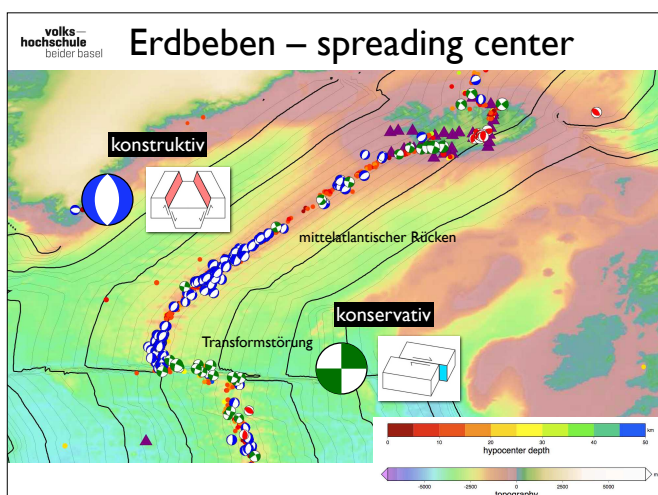 volks—
hochschule
beider basel
Erdbeben – spreading center
konstruktiv
mittelatlantischer Rücken
konservativ
Transformstörung
km
0 10 20 30 40 50
hypocenter depth
m
-5000 -2500 0 2500 5000
topography